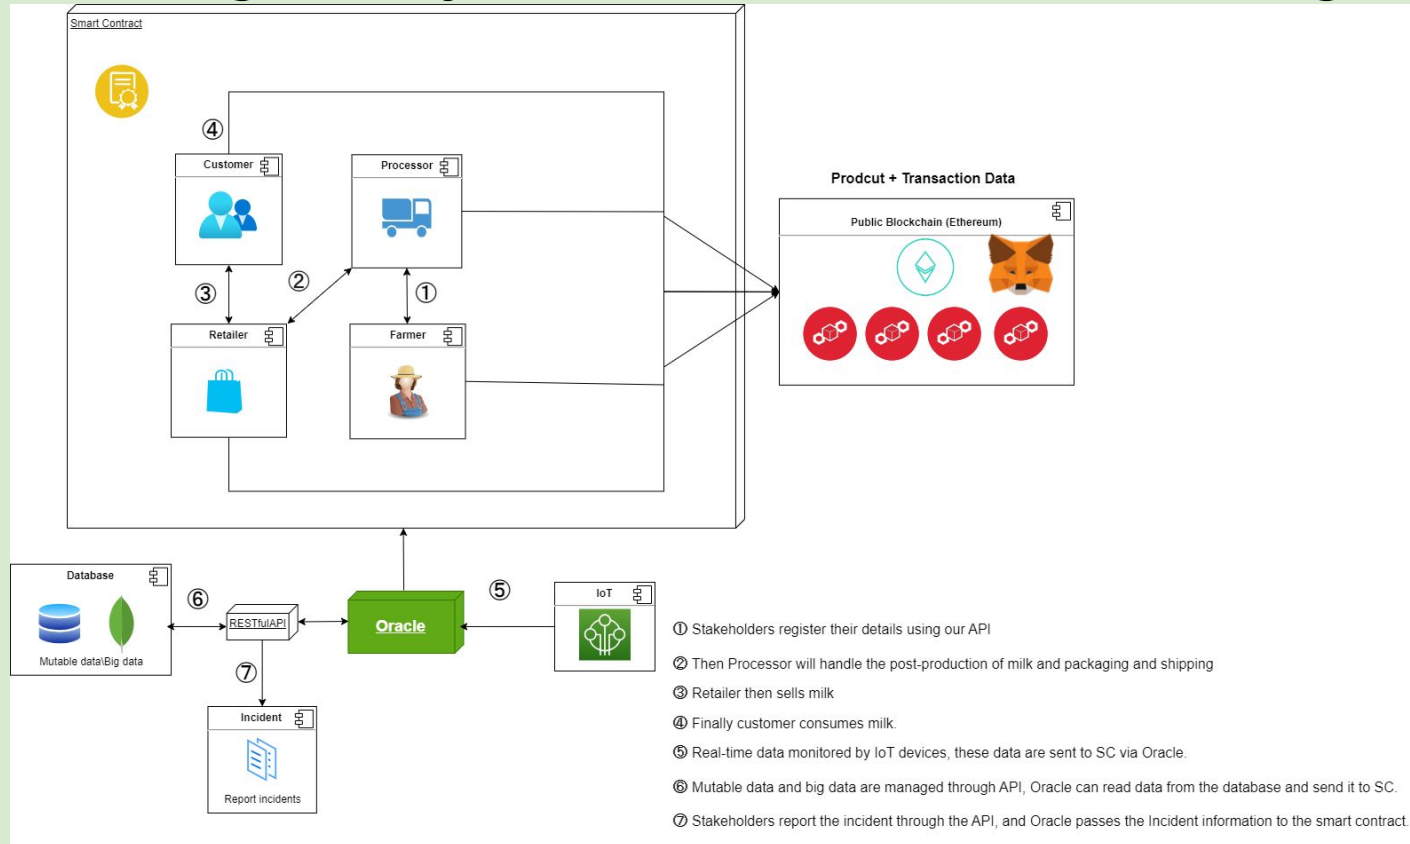 Smart Contract
④
Customer
Processor
③
②
①
Retailer
Farmer
Prodcut + Transaction Data
Public Blockchain (Ethereum)
Database
Mutable data\Big data
⑥
RESTfulAPI
Oracle
⑤
IoT
⑦
Incident
Report incidents
① Stakeholders register their details using our API
② Then Processor will handle the post-production of milk and packaging and shipping
③ Retailer then sells milk
④ Finally customer consumes milk.
⑤ Real-time data monitored by IoT devices, these data are sent to SC via Oracle.
⑥ Mutable data and big data are managed through API, Oracle can read data from the database and send it to SC.
⑦ Stakeholders report the incident through the API, and Oracle passes the Incident information to the smart contract.